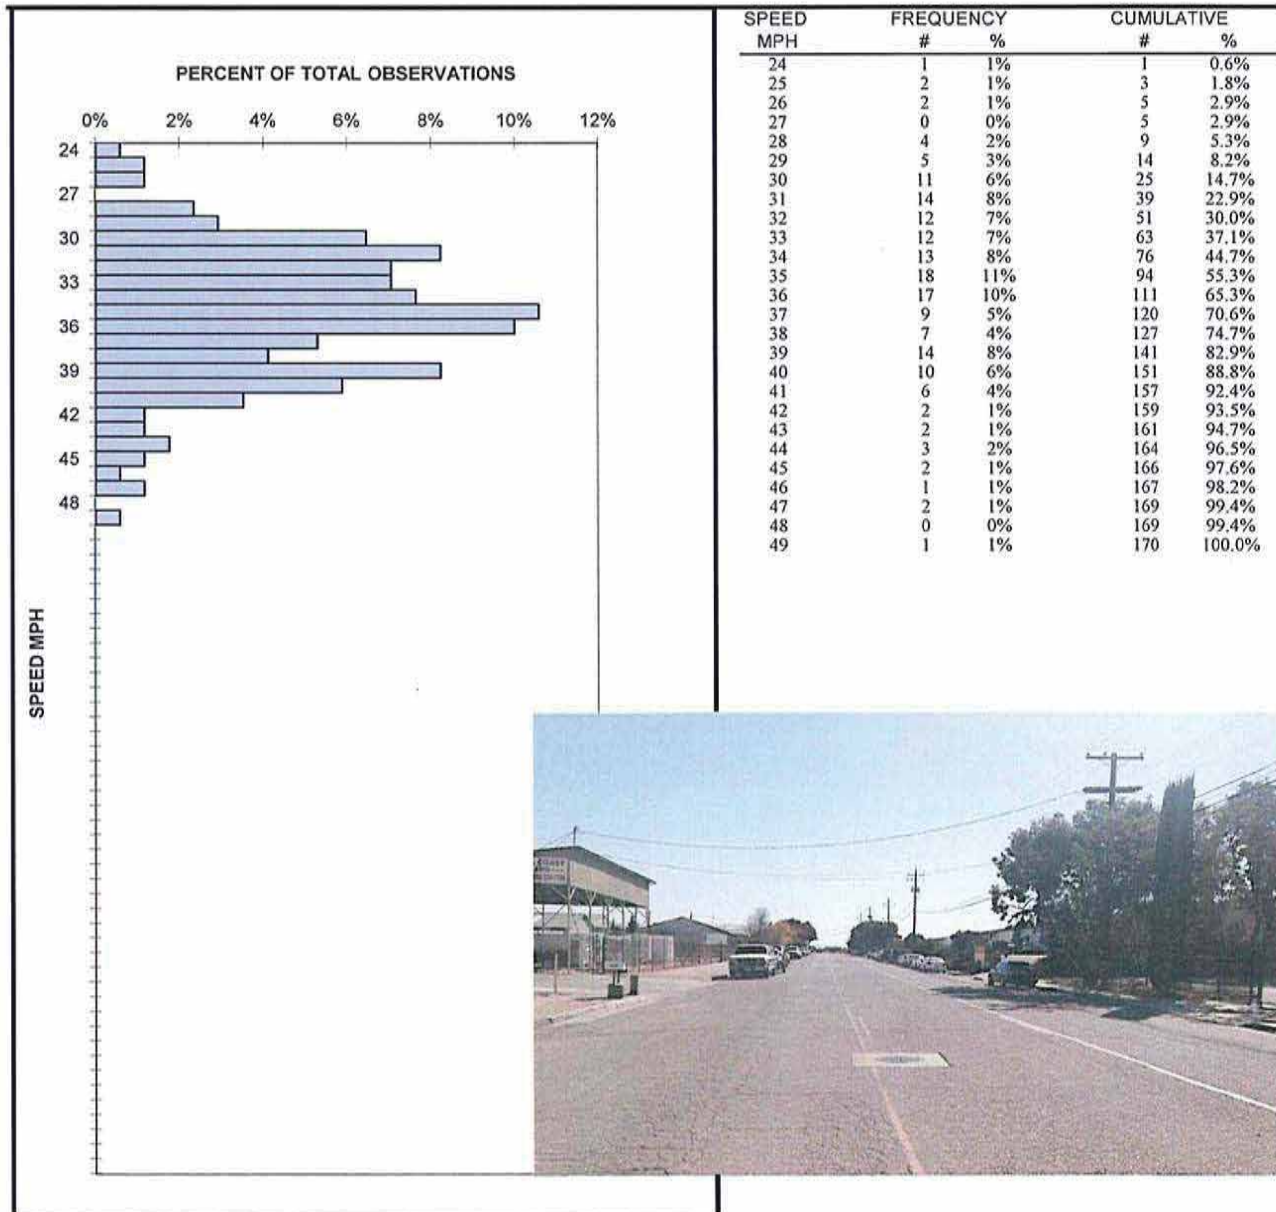 PERCENT OF TOTAL OBSERVATIONS
0% 2% 4% 6% 8% 10% 12%
24
27
30
33
36
39
42
45
48
SPEED MPH
SPEED FREQUENCY CUMULATIVE
MPH # % # %
24 1 1% 1 0.6%
25 2 1% 3 1.8%
26 2 1% 5 2.9%
27 0 0% 5 2.9%
28 4 2% 9 5.3%
29 5 3% 14 8.2%
30 11 6% 25 14.7%
31 14 8% 39 22.9%
32 12 7% 51 30.0%
33 12 7% 63 37.1%
34 13 8% 76 44.7%
35 18 11% 94 55.3%
36 17 10% 111 65.3%
37 9 5% 120 70.6%
38 7 4% 127 74.7%
39 14 8% 141 82.9%
40 10 6% 151 88.8%
41 6 4% 157 92.4%
42 2 1% 159 93.5%
43 2 1% 161 94.7%
44 3 2% 164 96.5%
45 2 1% 166 97.6%
46 1 1% 167 98.2%
47 2 1% 169 99.4%
48 0 0% 169 99.4%
49 1 1% 170 100.0%